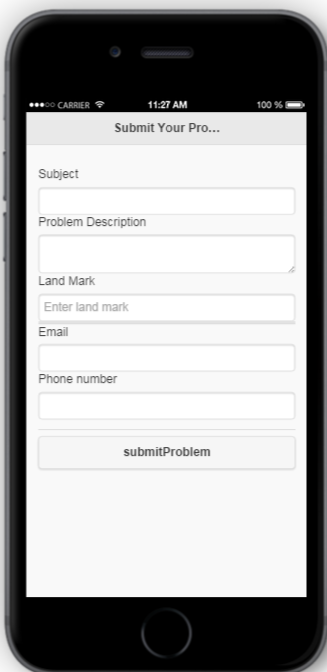 ●●●○○ CARRIER 11:27 AM 100 %
Submit Your Pro...
Subject
Problem Description
Land Mark
Enter land mark
Email
Phone number
submitProblem